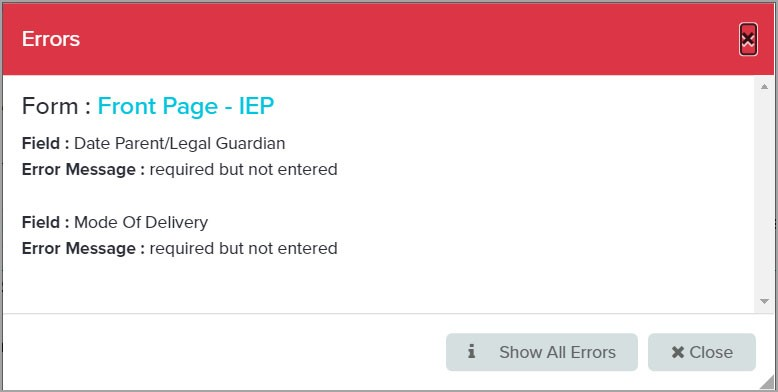 Errors
Form : Front Page - IEP
Field : Date Parent/Legal Guardian
Error Message : required but not entered
Field : Mode Of Delivery
Error Message : required but not entered
Show All Errors
Close